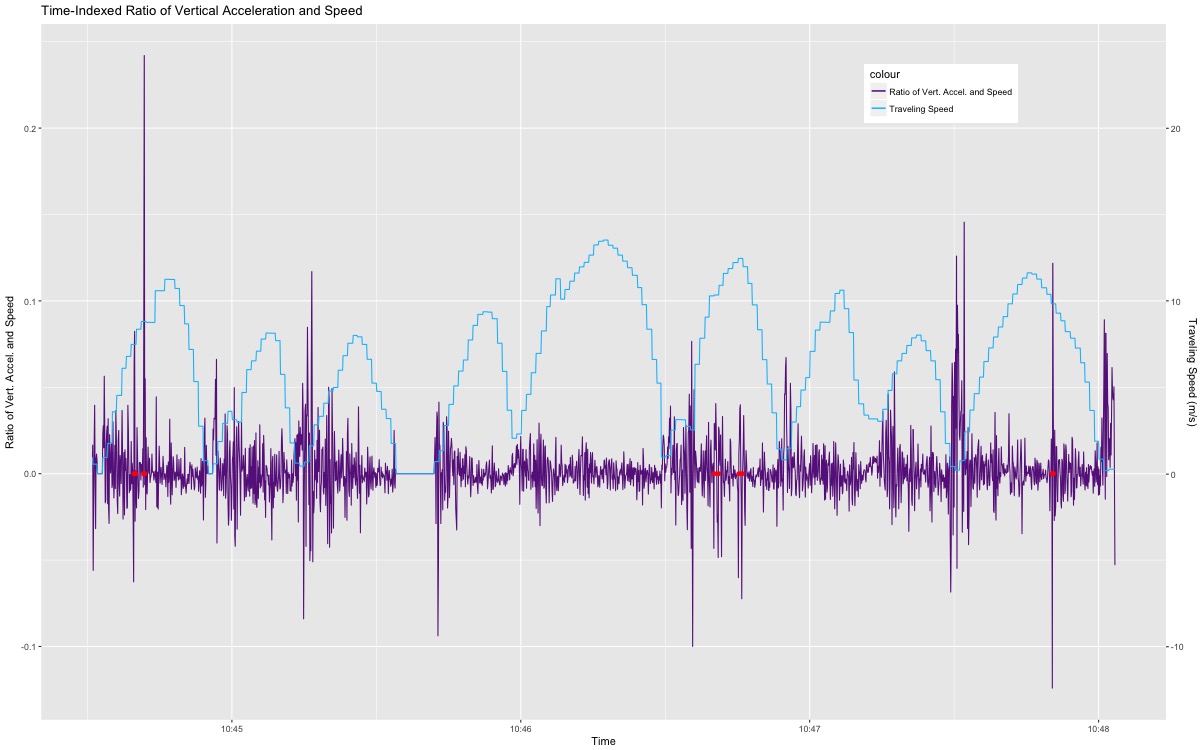 Time-Indexed Ratio of Vertical Acceleration and Speed
colour
Ratio of Vert. Accel. and Speed
Traveling Speed
Ratio of Vert. Accel. and Speed
0.2
0.1
0.0
-0.1
20
10
0
-10
Traveling Speed (m/s)
10:45
10:46
10:47
10:48
Time